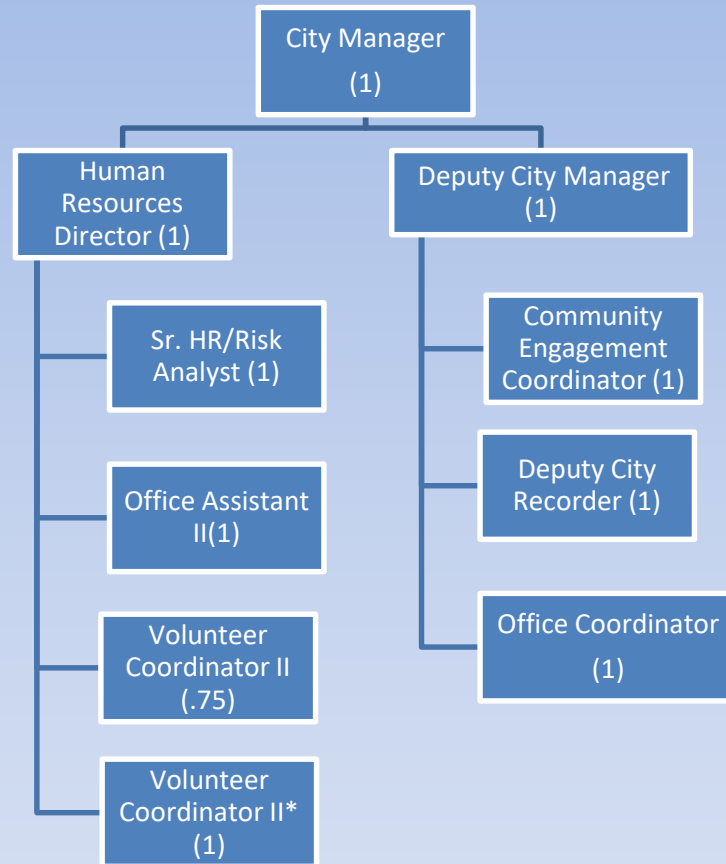 City Manager
(1)
Human
Resources
Director (1)
Deputy City Manager
(1)
Sr. HR/Risk
Analyst (1)
Office Assistant
II(1)
Volunteer
Coordinator II
(.75)
Volunteer
Coordinator II*
(1)
Community
Engagement
Coordinator (1)
Deputy City
Recorder (1)
Office Coordinator
(1)